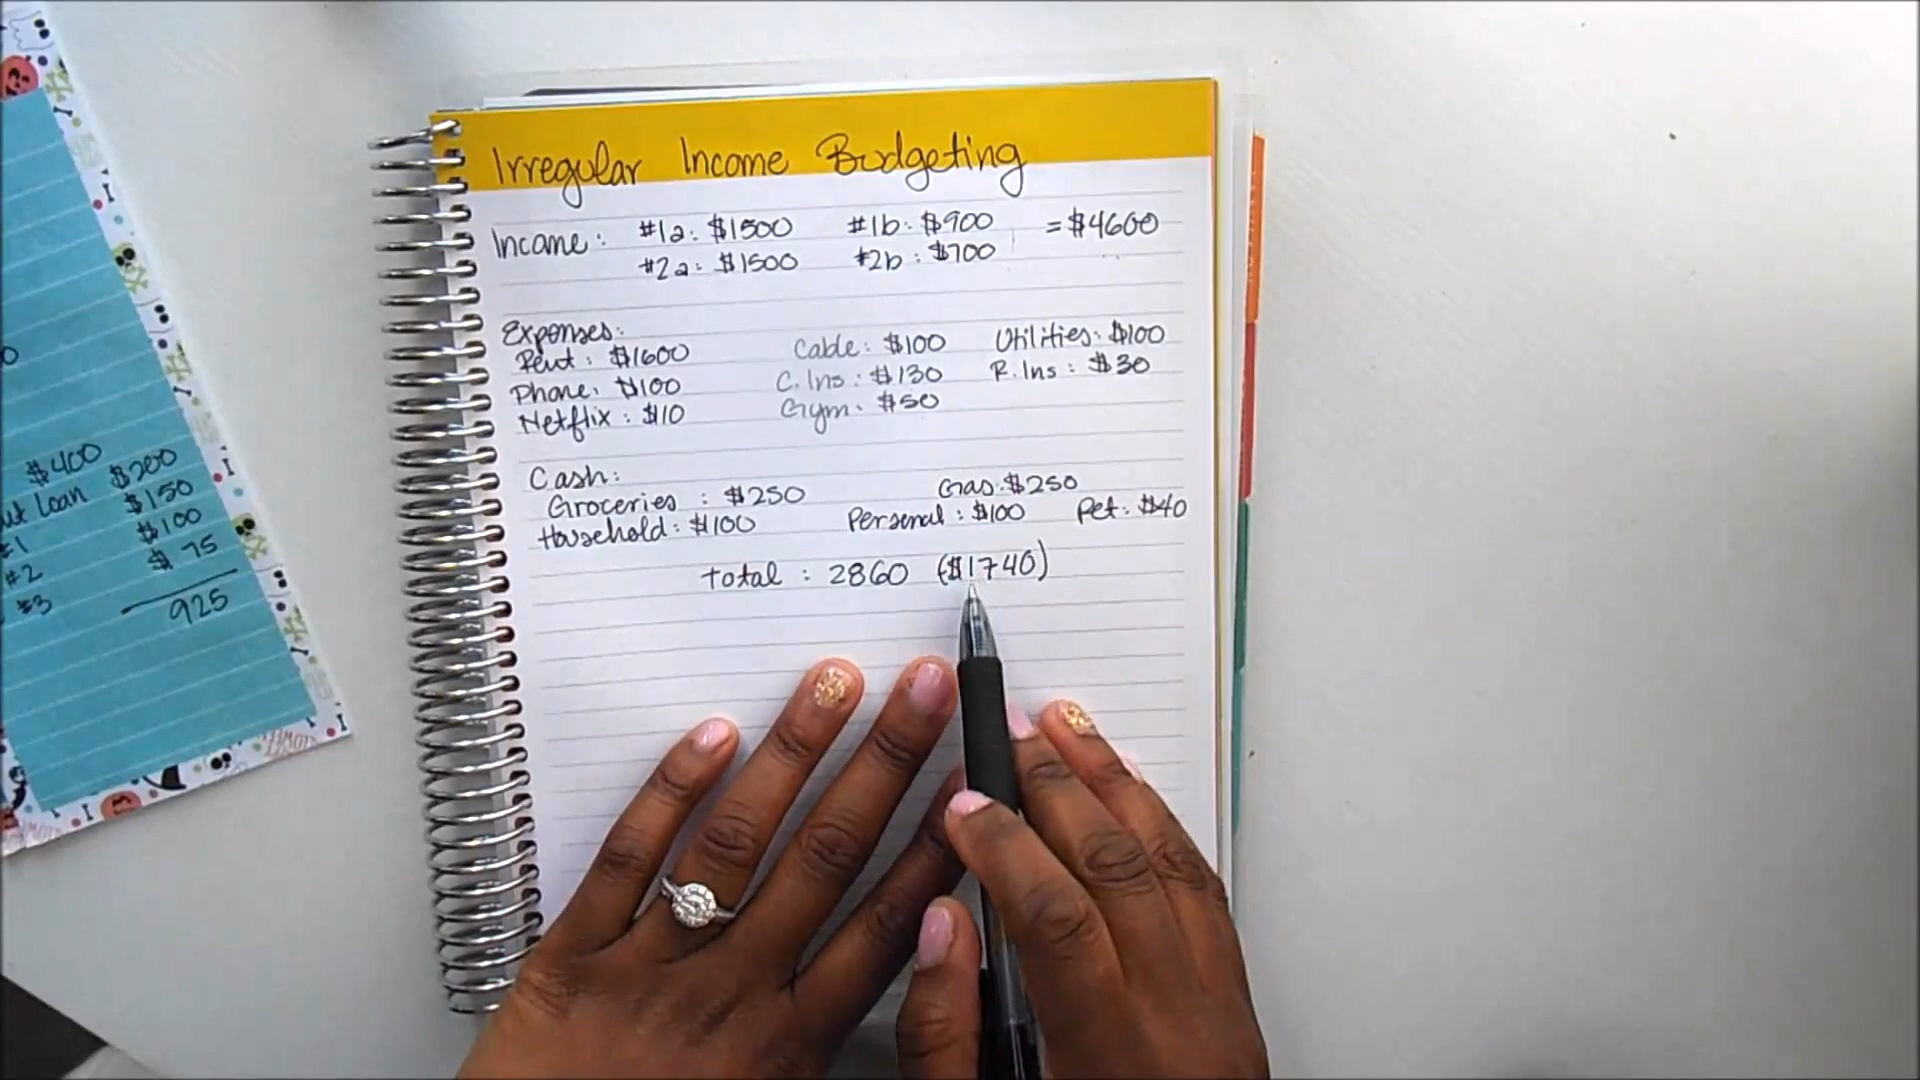 Irregular Income Budgeting
Income: #1a: $1500 #1b: $900 = $4600
#2a: $1500 #2b: $700
Expenses:
Rent: $1600 Cable: $100 Utilities: $100
Phone: $100 C. Ins: $130 R. Ins: $30
Netflix: $10 Gym: $50
Cash:
Groceries: $250 Gas: $250
Household: $100 Personal: $100 Pet: $40
total: 2860 ($1740)
$400
Loan $200
#1 $150
#2 $100
#3 $75
925